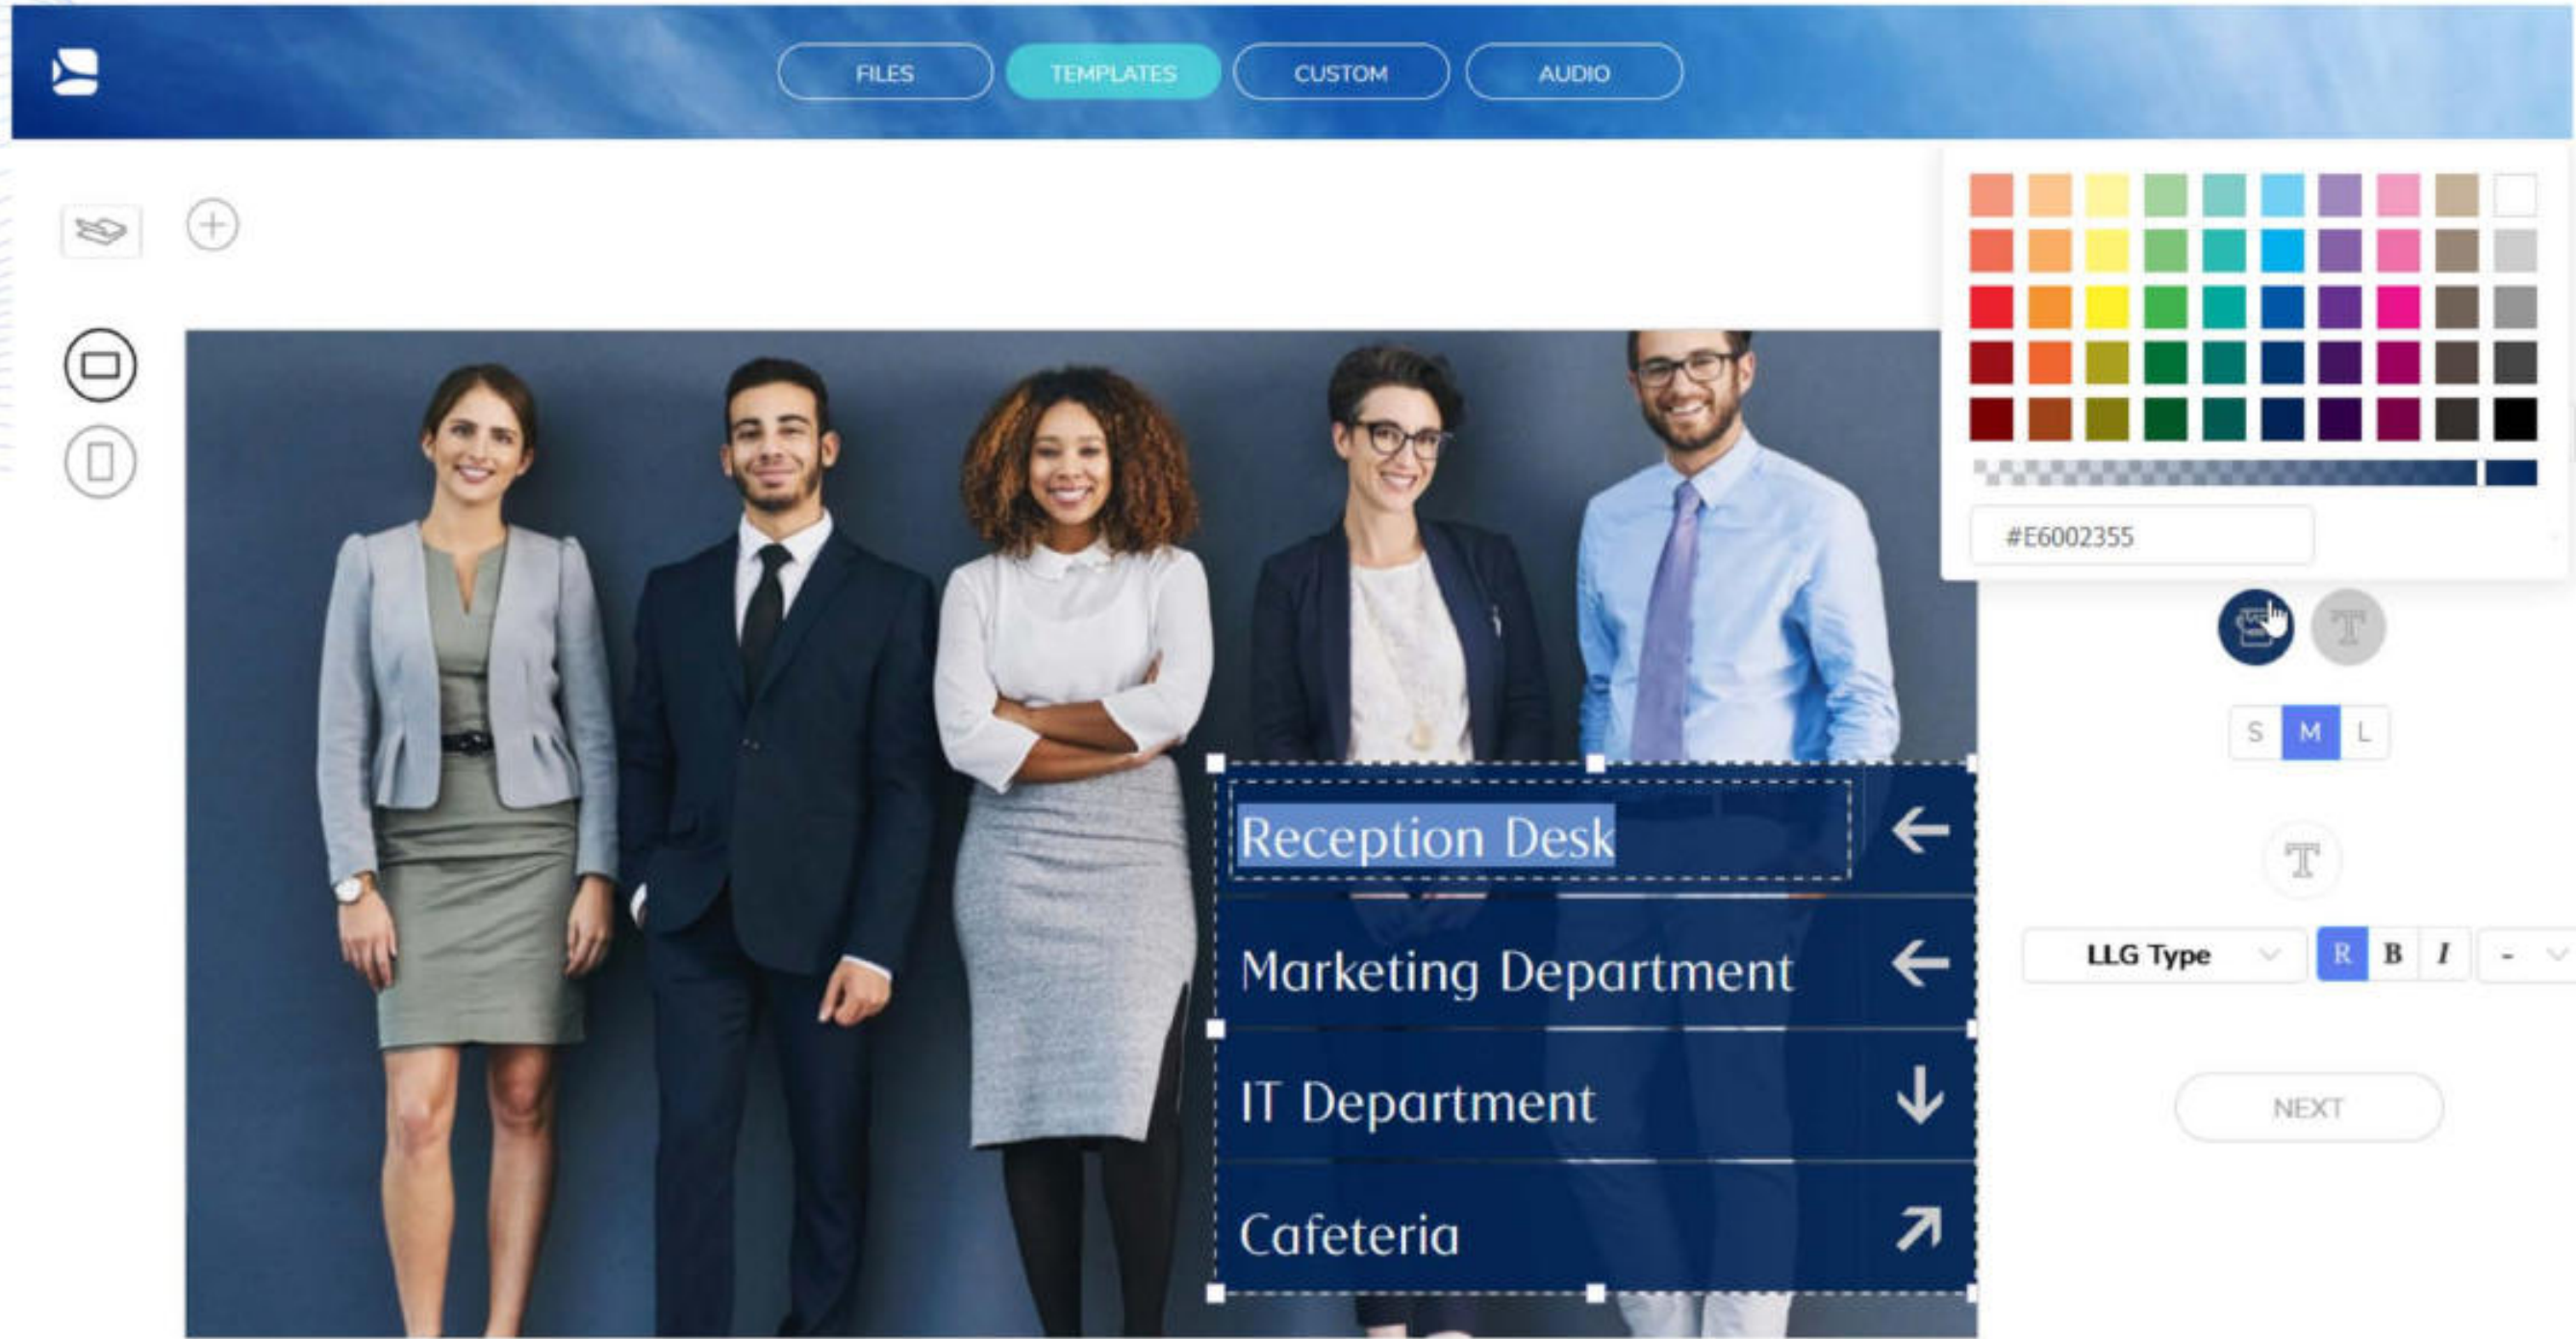 FILES
TEMPLATES
CUSTOM
AUDIO
#E6002355
T
S M L
T
LLG Type
R B I -
NEXT
Reception Desk
Marketing Department
IT Department
Cafeteria